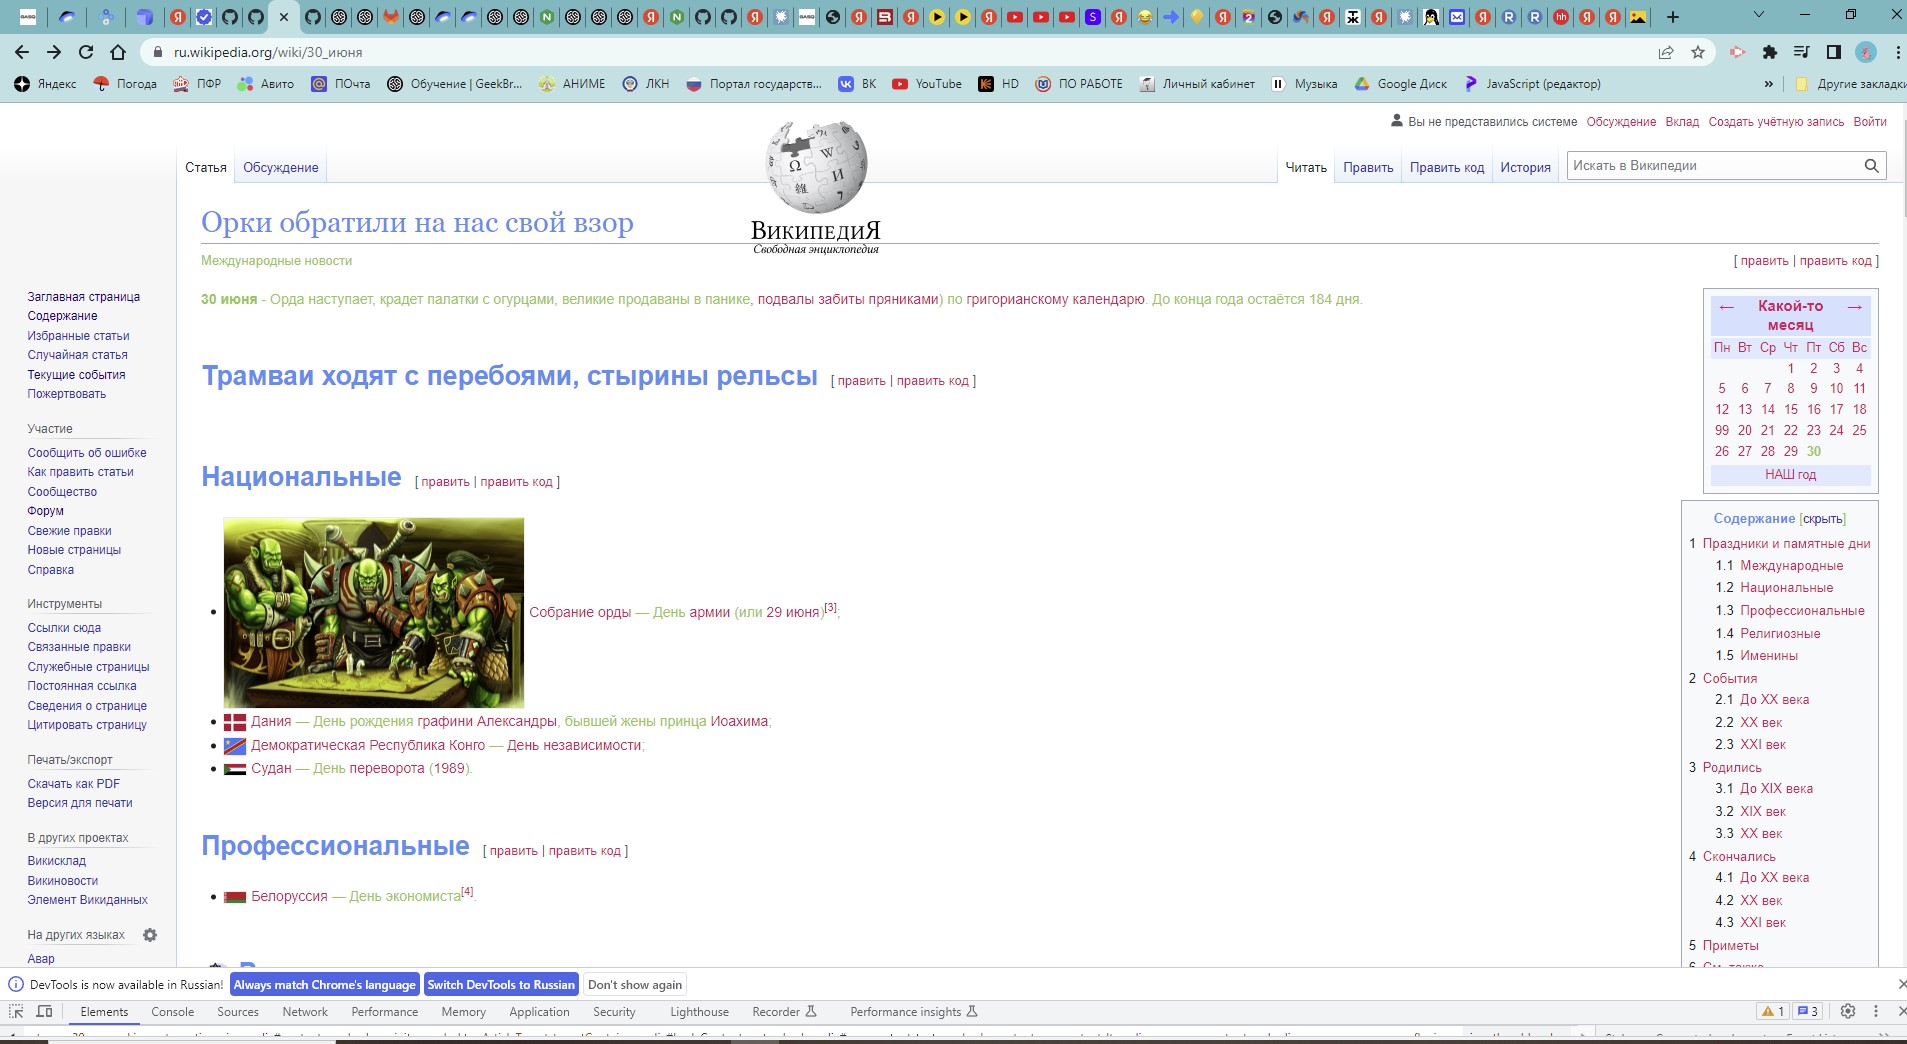 ru.wikipedia.org/wiki/30_июня
Яндекс Погода ПФР Авито ПОчта Обучение | GeekBr... АНИМЕ ЛКН Портал государств... ВК YouTube HD ПО РАБОТЕ Личный кабинет Музыка Google Диск JavaScript (редактор) » Другие закладки
Вы не представились системе Обсуждение Вклад Создать учётную запись Войти
Статья Обсуждение
Читать Править Править код История Искать в Википедии
ВикипедиЯ
Свободная энциклопедия
Заглавная страница
Содержание
Избранные статьи
Случайная статья
Текущие события
Пожертвовать
Участие
Сообщить об ошибке
Как править статьи
Сообщество
Форум
Свежие правки
Новые страницы
Справка
Инструменты
Ссылки сюда
Связанные правки
Служебные страницы
Постоянная ссылка
Сведения о странице
Цитировать страницу
Печать/экспорт
Скачать как PDF
Версия для печати
В других проектах
Викисклад
Викиновости
Элемент Викиданных
На других языках
Авар
Орки обратили на нас свой взор
Международные новости [ править | править код ]
30 июня - Орда наступает, крадет палатки с огурцами, великие продаваны в панике, подвалы забиты пряниками) по григорианскому календарю. До конца года остаётся 184 дня.
Трамваи ходят с перебоями, стырины рельсы [ править | править код ]
Национальные [ править | править код ]
Собрание орды — День армии (или 29 июня)[3];
Дания — День рождения графини Александры, бывшей жены принца Иоахима;
Демократическая Республика Конго — День независимости;
Судан — День переворота (1989).
Профессиональные [ править | править код ]
Белоруссия — День экономиста[4].
← Какой-то месяц →
Пн Вт Ср Чт Пт Сб Вс
1 2 3 4
5 6 7 8 9 10 11
12 13 14 15 16 17 18
99 20 21 22 23 24 25
26 27 28 29 30
НАШ год
Содержание [скрыть]
1 Праздники и памятные дни
1.1 Международные
1.2 Национальные
1.3 Профессиональные
1.4 Религиозные
1.5 Именины
2 События
2.1 До XX века
2.2 XX век
2.3 XXI век
3 Родились
3.1 До XIX века
3.2 XIX век
3.3 XX век
4 Скончались
4.1 До XX века
4.2 XX век
4.3 XXI век
5 Приметы
DevTools is now available in Russian! Always match Chrome's language Switch DevTools to Russian Don't show again
Elements Console Sources Network Performance Memory Application Security Lighthouse Recorder Performance insights 1 3